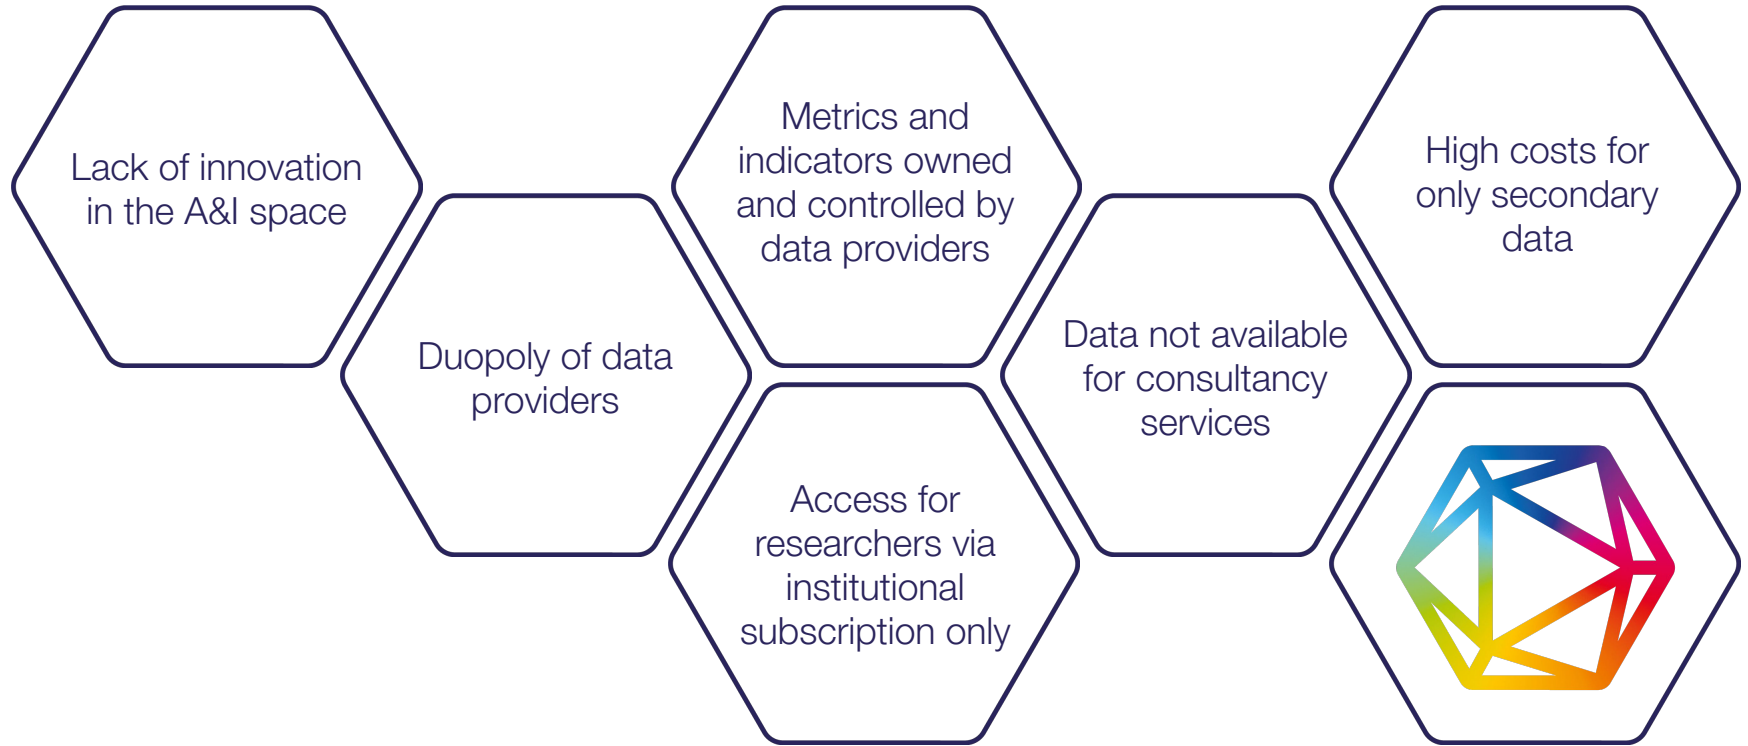 Lack of innovation
in the A&I space
Duopoly of data
providers
Metrics and
indicators owned
and controlled by
data providers
Access for
researchers via
institutional
subscription only
Data not available
for consultancy
services
High costs for
only secondary
data